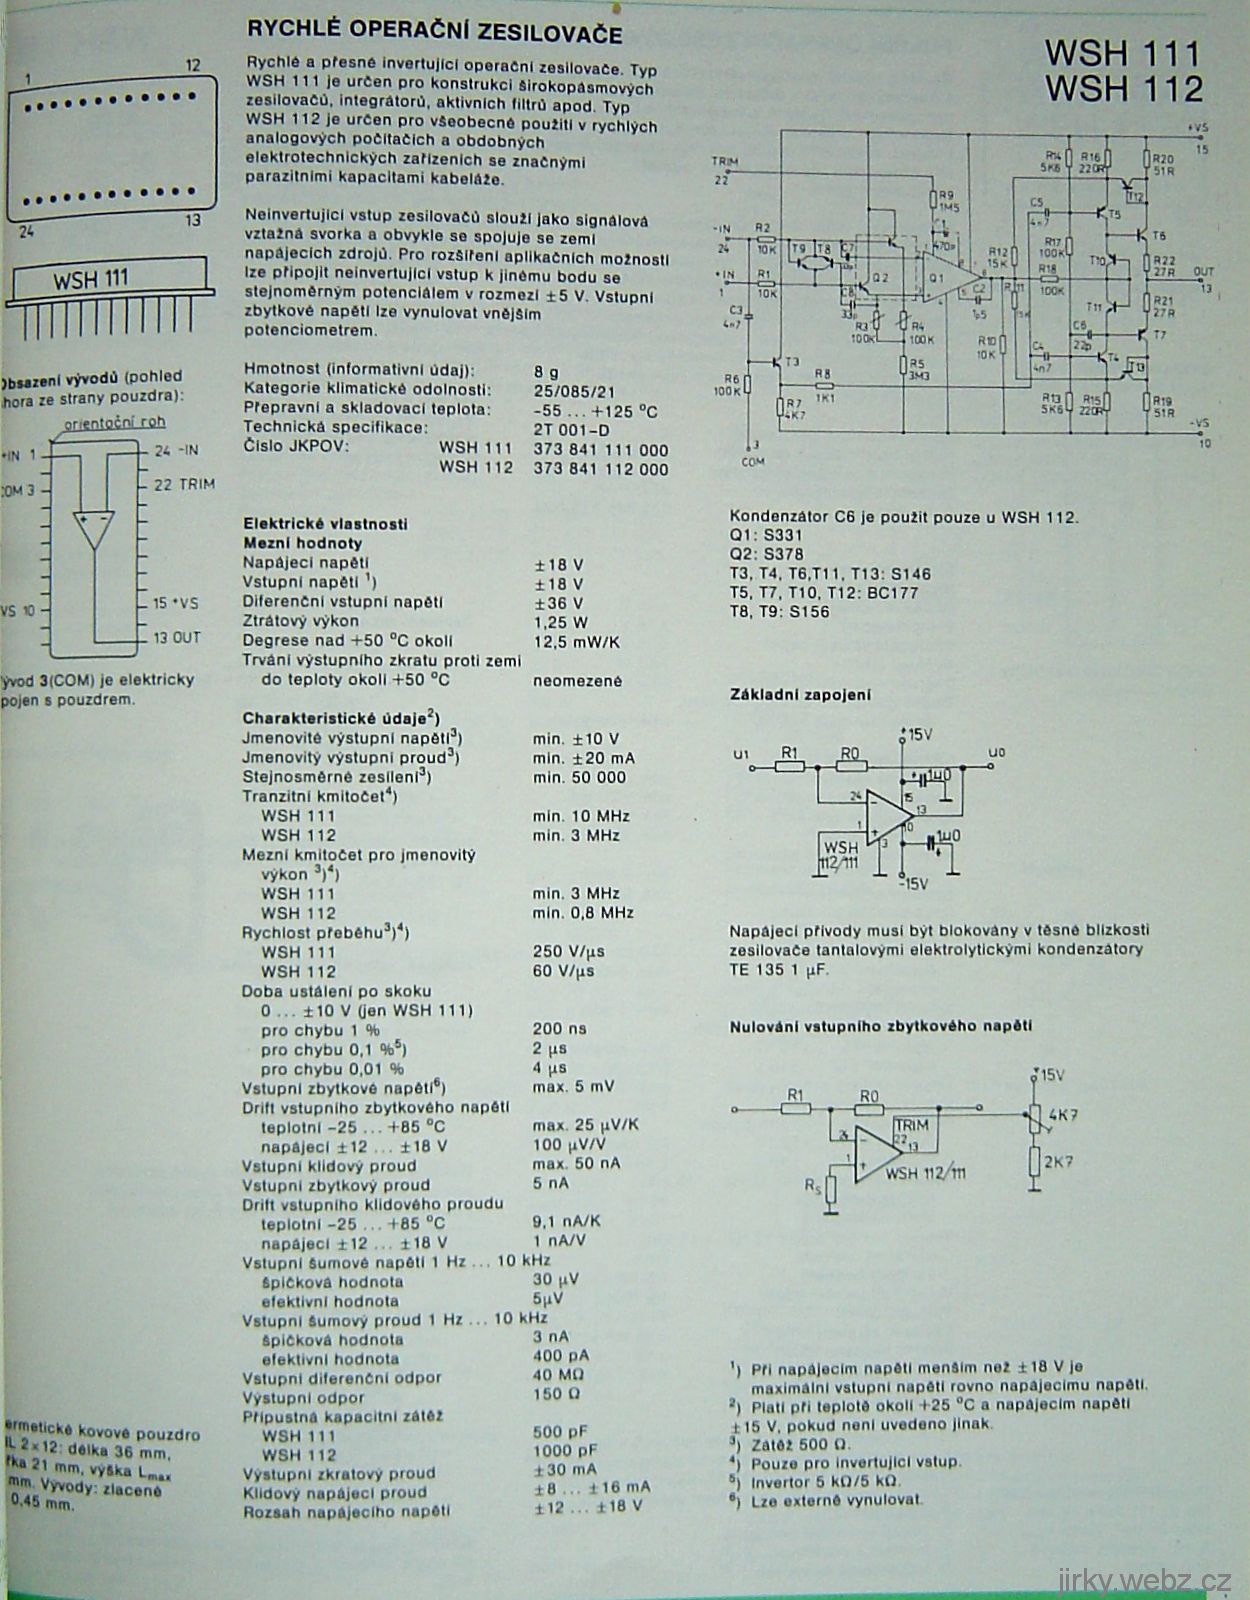 RYCHLÉ OPERAČNÍ ZESILOVAČE
WSH 111
WSH 112
Rychlé a přesné invertující operační zesilovače. Typ
WSH 111 je určen pro konstrukci širokopásmových
zesilovačů, integrátorů, aktivních filtrů apod. Typ
WSH 112 je určen pro všeobecné použití v rychlých
analogových počítačích a obdobných
elektrotechnických zařízeních se značnými
parazitními kapacitami kabeláže.
Neinvertující vstup zesilovačů slouží jako signálová
vztažná svorka a obvykle se spojuje se zemí
napájecích zdrojů. Pro rozšíření aplikačních možností
lze připojit neinvertující vstup k jinému bodu se
stejnoměrným potenciálem v rozmezí ±5 V. Vstupní
zbytkové napětí lze vynulovat vnějším
potenciometrem.
Hmotnost (informativní údaj): 8 g
Kategorie klimatické odolnosti: 25/085/21
Přepravní a skladovací teplota: -55 ... +125 °C
Technická specifikace: 2T 001-D
Číslo JKPOV: WSH 111 373 841 111 000
WSH 112 373 841 112 000
Elektrické vlastnosti
Mezní hodnoty
Napájecí napětí ±18 V
Vstupní napětí ¹) ±18 V
Diferenční vstupní napětí ±36 V
Ztrátový výkon 1,25 W
Degrese nad +50 °C okolí 12,5 mW/K
Trvání výstupního zkratu proti zemi
do teploty okolí +50 °C neomezené
Charakteristické údaje²)
Jmenovité výstupní napětí³) min. ±10 V
Jmenovitý výstupní proud³) min. ±20 mA
Stejnosměrné zesílení³) min. 50 000
Tranzitní kmitočet⁴)
WSH 111 min. 10 MHz
WSH 112 min. 3 MHz
Mezní kmitočet pro jmenovitý
výkon ³)⁴)
WSH 111 min. 3 MHz
WSH 112 min. 0,8 MHz
Rychlost přeběhu³)⁴)
WSH 111 250 V/µs
WSH 112 60 V/µs
Doba ustálení po skoku
0 ... ±10 V (jen WSH 111)
pro chybu 1 % 200 ns
pro chybu 0,1 %⁵) 2 µs
pro chybu 0,01 % 4 µs
Vstupní zbytkové napětí⁶) max. 5 mV
Drift vstupního zbytkového napětí
teplotní -25 ... +85 °C max. 25 µV/K
napájecí ±12 ... ±18 V 100 µV/V
Vstupní klidový proud max. 50 nA
Vstupní zbytkový proud 5 nA
Drift vstupního klidového proudu
teplotní -25 ... +85 °C 9,1 nA/K
napájecí ±12 ... ±18 V 1 nA/V
Vstupní šumové napětí 1 Hz ... 10 kHz
špičková hodnota 30 µV
efektivní hodnota 5µV
Vstupní šumový proud 1 Hz ... 10 kHz
špičková hodnota 3 nA
efektivní hodnota 400 pA
Vstupní diferenční odpor 40 MΩ
Výstupní odpor 150 Ω
Přípustná kapacitní zátěž
WSH 111 500 pF
WSH 112 1000 pF
Výstupní zkratový proud ±30 mA
Klidový napájecí proud ±8 ... ±16 mA
Rozsah napájecího napětí ±12 ... ±18 V
1 12
24 13
WSH 111
bsazení vývodů (pohled
hora ze strany pouzdra):
orientační roh
+IN 1
24 -IN
OM 3
22 TRIM
15 +VS
VS 10
13 OUT
ývod 3(COM) je elektricky
pojen s pouzdrem.
ermetické kovové pouzdro
IL 2×12: délka 36 mm,
řka 21 mm, výška Lmax
mm. Vývody: zlacené
0,45 mm.
+VS
15
TRIM
22
R14
5K6
R16
220R
R20
51R
T12
R9
1M5
C5
4n7
T5
-IN
24
R2
10K
T9 T8
C7
470p
R12
15K
R17
100K
T6
T10
R22
27R
OUT
13
+IN
1
R1
10K
Q2
Q1
R18
100K
C8
33p
C2
1p5
R11
T11
R21
27R
C3
4n7
R3
100K
R4
100K
R10
10K
C6
22p
T7
T3
R5
3M3
C4
4n7
T4
T13
R6
100K
R8
1K1
R7
4K7
R13
5K6
R15
220R
R19
51R
-VS
10
3
COM
Kondenzátor C6 je použit pouze u WSH 112.
Q1: S331
Q2: S378
T3, T4, T6,T11, T13: S146
T5, T7, T10, T12: BC177
T8, T9: S156
Základní zapojení
U1 R1 R0 +15V U0
1µ0
24 15
13
1
10
WSH
112/111
3
1µ0
-15V
Napájecí přívody musí být blokovány v těsné blízkosti
zesilovače tantalovými elektrolytickými kondenzátory
TE 135 1 µF.
Nulování vstupního zbytkového napětí
+15V
R1 R0
4K7
TRIM
24 22 13
1
WSH 112/111
2K7
RS
¹) Při napájecím napětí menším než ±18 V je
maximální vstupní napětí rovno napájecímu napětí.
²) Platí při teplotě okolí +25 °C a napájecím napětí
±15 V, pokud není uvedeno jinak.
³) Zátěž 500 Ω.
⁴) Pouze pro invertující vstup.
⁵) Invertor 5 kΩ/5 kΩ.
⁶) Lze externě vynulovat.
jirky.webz.cz